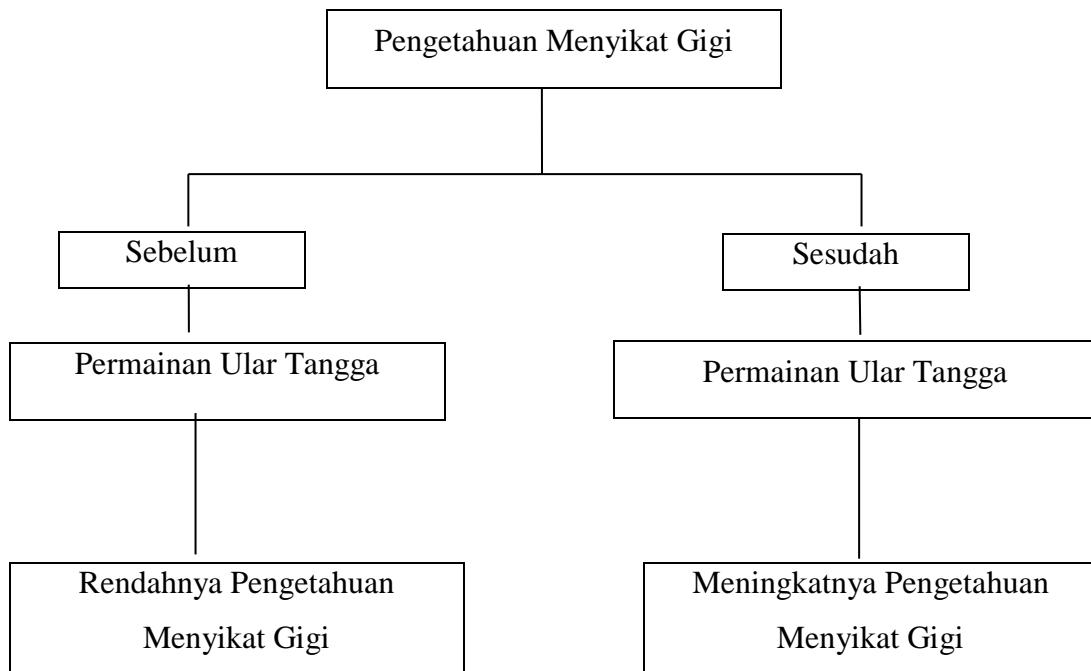 Pengetahuan Menyikat Gigi
Sebelum
Sesudah
Permainan Ular Tangga
Permainan Ular Tangga
Rendahnya Pengetahuan
Menyikat Gigi
Meningkatnya Pengetahuan
Menyikat Gigi